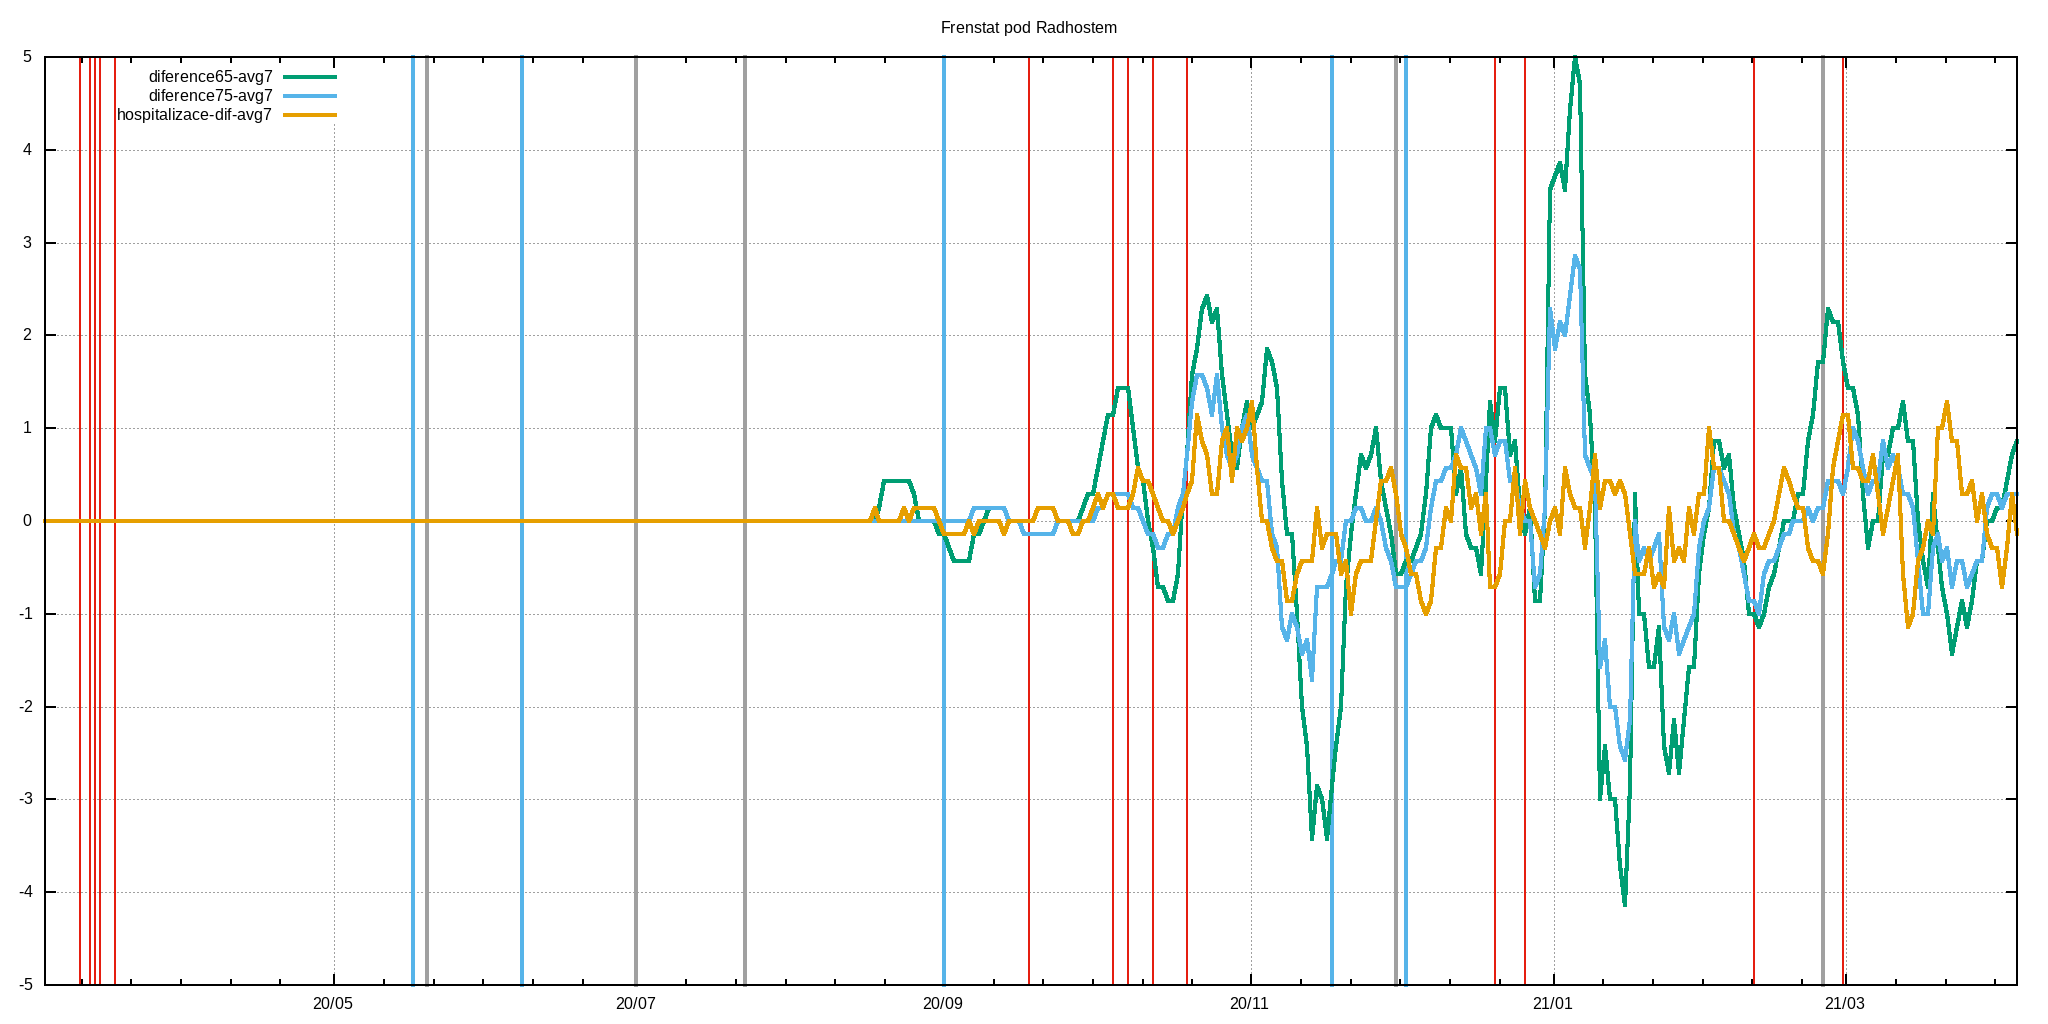 Frenstat pod Radhostem
diference65-avg7
diference75-avg7
hospitalizace-dif-avg7
5
4
3
2
1
0
-1
-2
-3
-4
-5
20/05 20/07 20/09 20/11 21/01 21/03